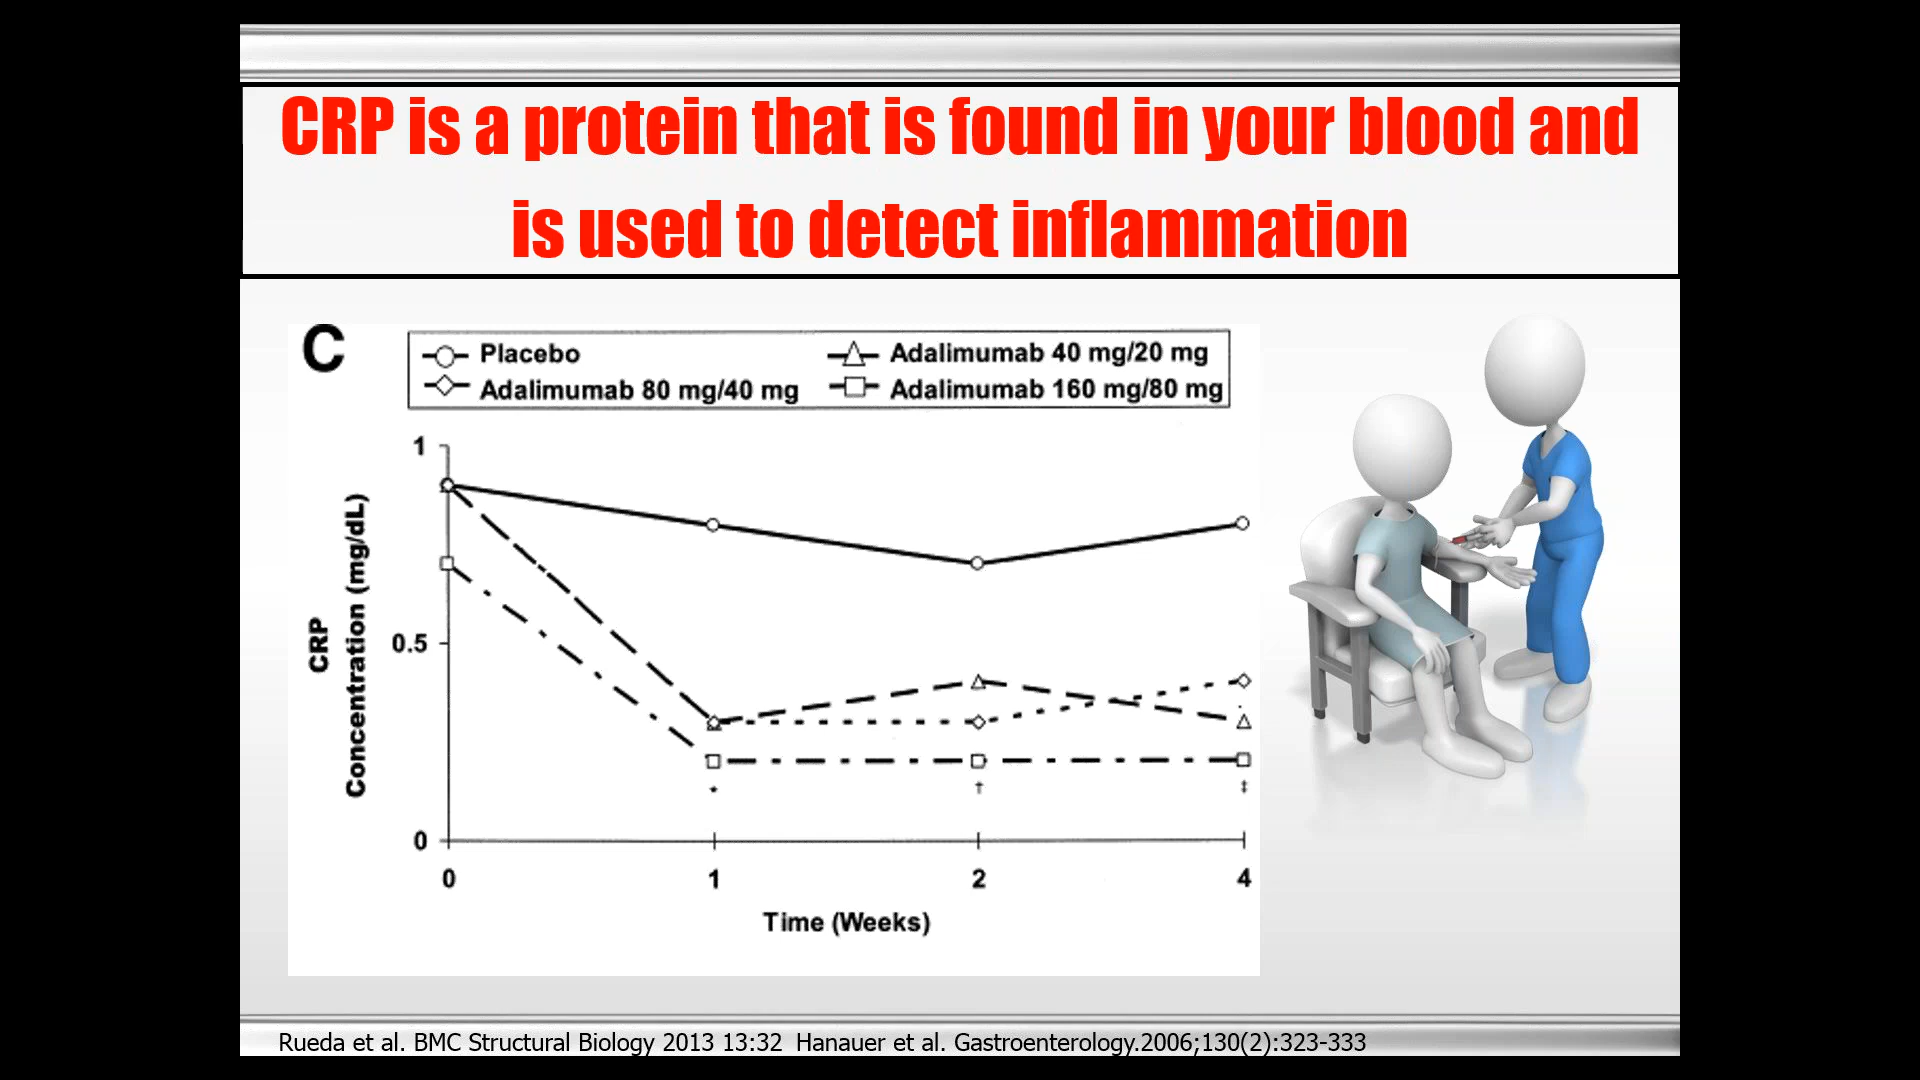 CRP is a protein that is found in your blood and
is used to detect inflammation
C
Placebo
Adalimumab 40 mg/20 mg
Adalimumab 80 mg/40 mg
Adalimumab 160 mg/80 mg
CRP
Concentration (mg/dL)
1
0.5
0
*
†
‡
0
1
2
4
Time (Weeks)
Rueda et al. BMC Structural Biology 2013 13:32  Hanauer et al. Gastroenterology.2006;130(2):323-333